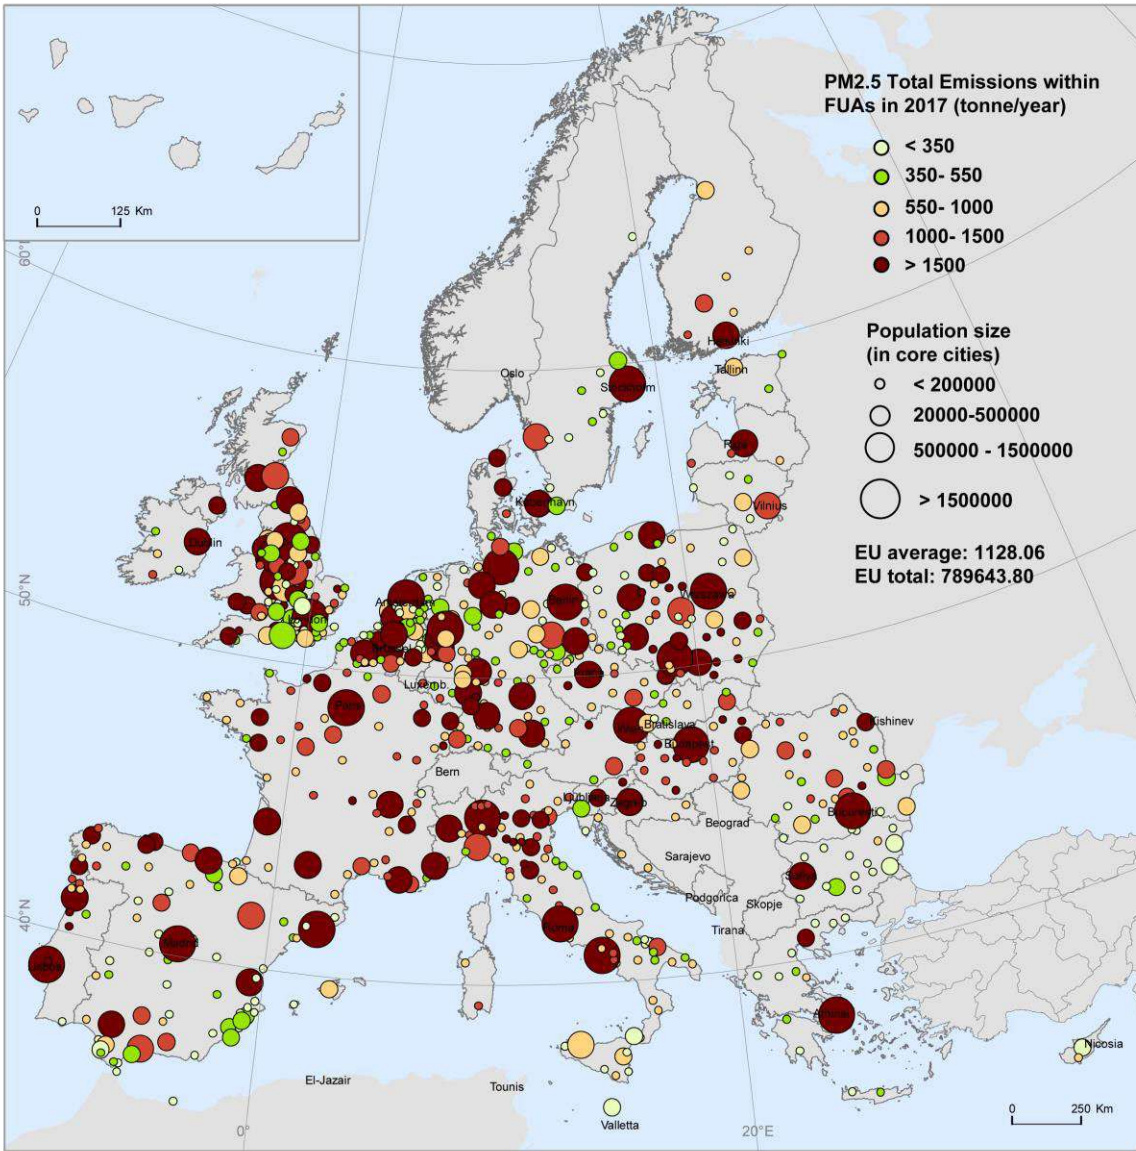 PM2.5 Total Emissions within
FUAs in 2017 (tonne/year)
< 350
350- 550
550- 1000
1000- 1500
> 1500
Population size
(in core cities)
< 200000
20000-500000
500000 - 1500000
> 1500000
EU average: 1128.06
EU total: 789643.80
0 125 Km
60°
50°N
40°N
Oslo
Helsinki
Tallinn
Stockholm
Riga
Vilnius
København
Dublin
London
Amsterdam
Berlin
Warszawa
Luxemb.
Paris
Wien
Bratislava
Budapest
Kishinev
Bern
Ljubljana
Zagreb
Beograd
Bucuresti
Sarajevo
Podgorica
Skopje
Sofiya
Tirana
Roma
Madrid
Lisboa
Athinai
Nicosia
El-Jazair
Tounis
Valletta
0°
20°E
0 250 Km